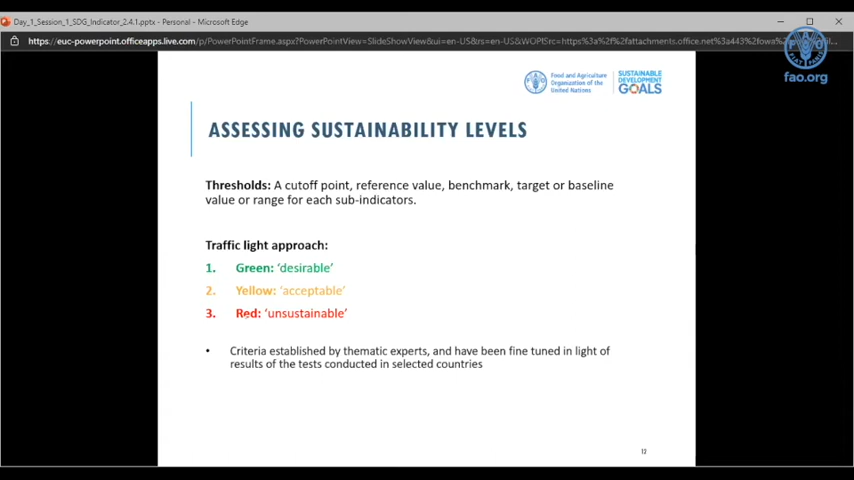 Day_1_Session_1_SDG_Indicator_2.4.1.pptx - Personal - Microsoft Edge
https://euc-powerpoint.officeapps.live.com/p/PowerPointFrame.aspx?PowerPointView=SlideShowView&ui=en-US&rs=en-US&WOPISrc=https%3a%2f%2fattachments.office.net%3a443%2fowa%2
fao.org
Food and Agriculture
Organization of the
United Nations
SUSTAINABLE
DEVELOPMENT
GOALS
ASSESSING SUSTAINABILITY LEVELS
Thresholds: A cutoff point, reference value, benchmark, target or baseline
value or range for each sub-indicators.
Traffic light approach:
1. Green: ‘desirable’
2. Yellow: ‘acceptable’
3. Red: ‘unsustainable’
• Criteria established by thematic experts, and have been fine tuned in light of
results of the tests conducted in selected countries
12